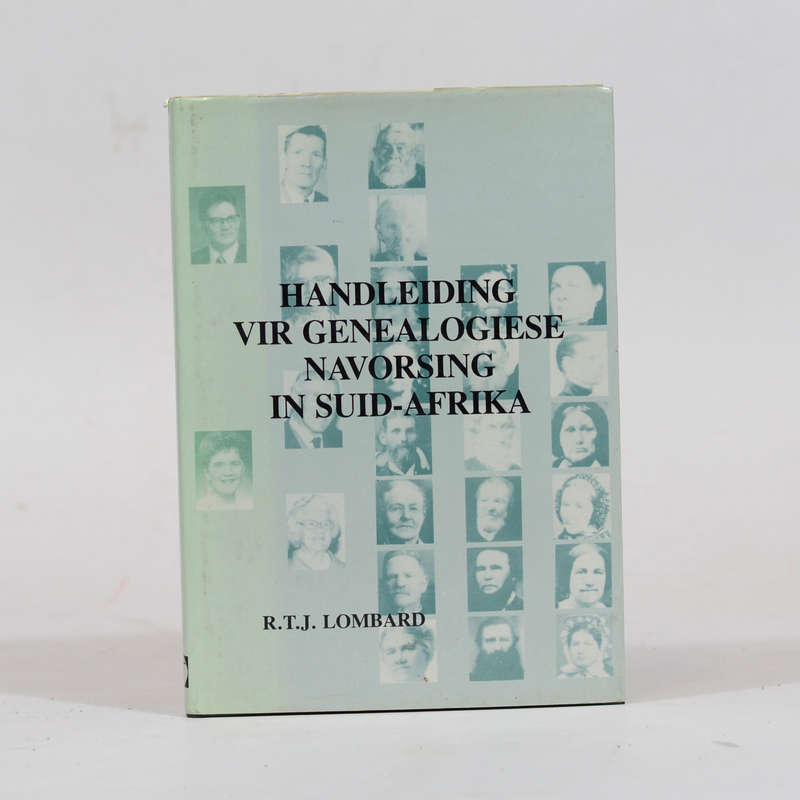 HANDLEIDING
VIR GENEALOGIESE
NAVORSING
IN SUID-AFRIKA
R.T.J. LOMBARD